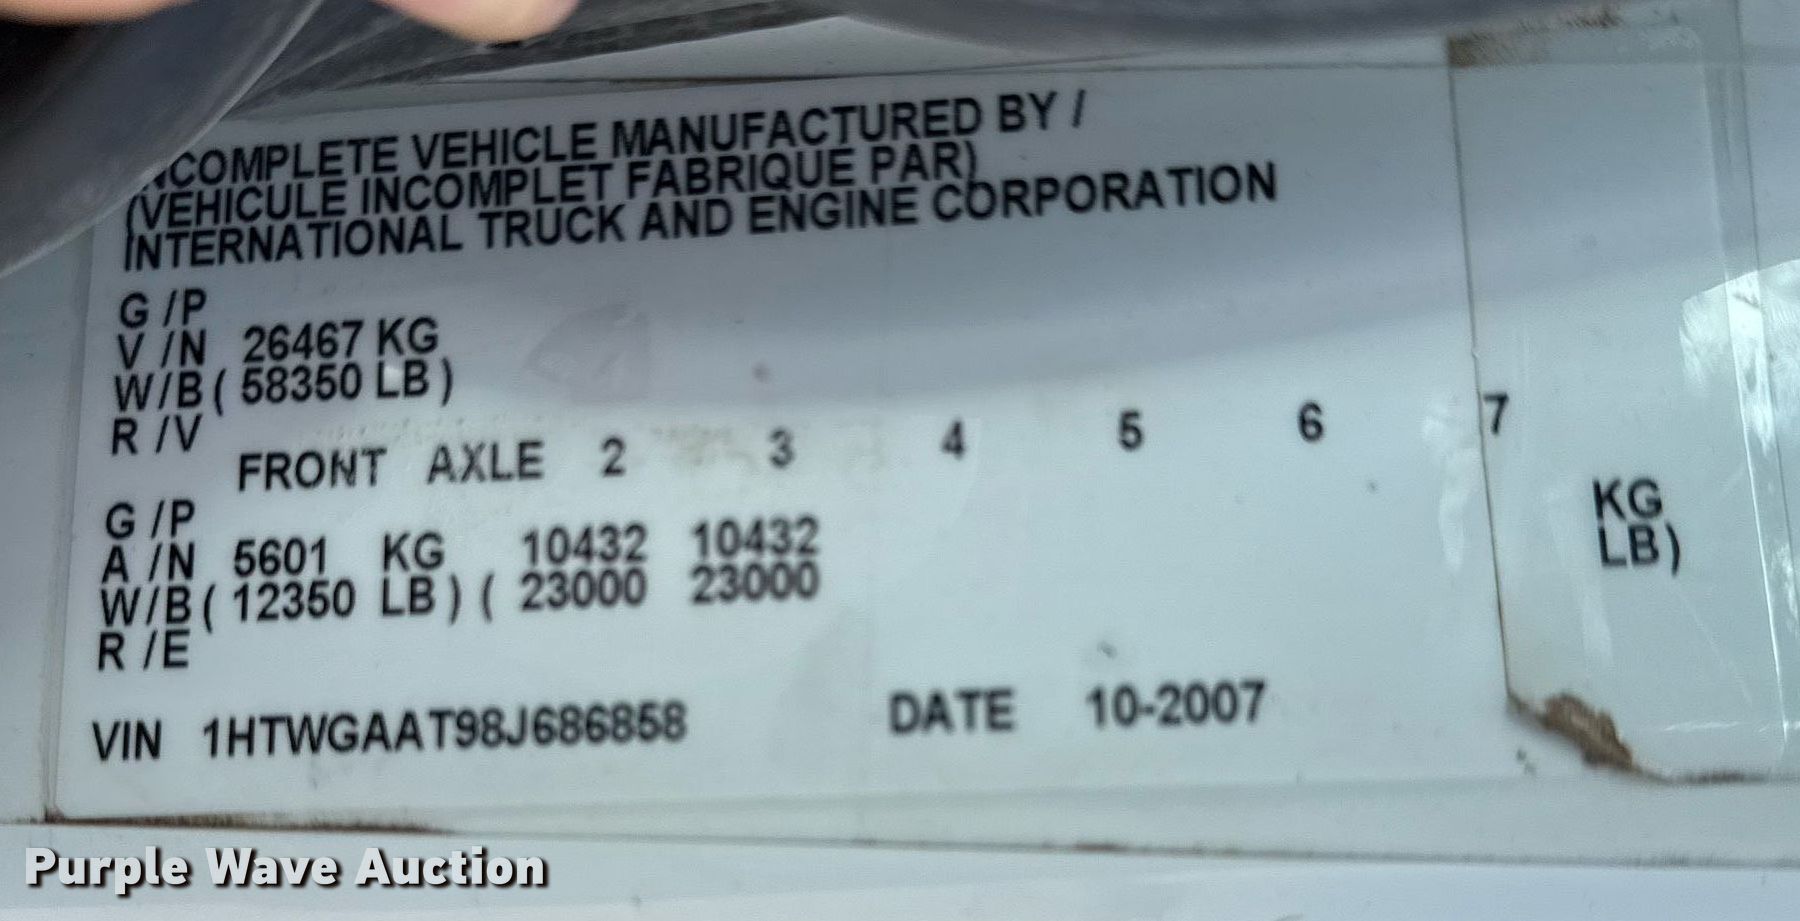 INCOMPLETE VEHICLE MANUFACTURED BY /
(VEHICULE INCOMPLET FABRIQUE PAR)
INTERNATIONAL TRUCK AND ENGINE CORPORATION
G /P
V /N 26467 KG
W/B ( 58350 LB )
R /V
FRONT AXLE 2 3 4 5 6 7
G /P
A /N 5601 KG 10432 10432 KG
W/B ( 12350 LB ) ( 23000 23000 LB)
R /E
VIN 1HTWGAAT98J686858 DATE 10-2007
Purple Wave Auction